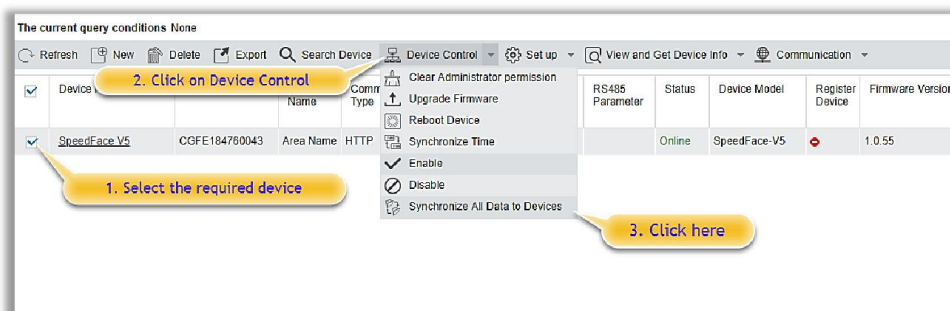 The current query conditions None
Refresh New Delete Export Search Device Device Control Set up View and Get Device Info Communication
2. Click on Device Control
Clear Administrator permission
Upgrade Firmware
Reboot Device
Synchronize Time
Enable
Disable
Synchronize All Data to Devices
Device
Name
Comm
Type
RS485
Parameter
Status
Device Model
Register
Device
Firmware Version
SpeedFace V5 CGFE184760043 Area Name HTTP Online SpeedFace-V5 1.0.55
1. Select the required device
3. Click here